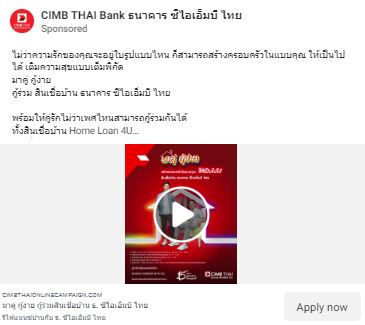 CIMB THAI Bank ธนาคาร ซีไอเอ็มบี ไทย
Sponsored
ไม่ว่าความรักของคุณจะอยู่ในรูปแบบไหน ก็สามารถสร้างครอบครัวในแบบคุณ ให้เป็นไป
ได้ เติมความสุขแบบเต็มพิกัด
มาคู่ กู้ง่าย
กู้ร่วม สินเชื่อบ้าน ธนาคาร ซีไอเอ็มบี ไทย
พร้อมให้คู่รักไม่ว่าเพศไหนสามารถกู้ร่วมกันได้
ทั้งสินเชื่อบ้าน Home Loan 4U...
มาคู่ กู้ง่าย
CIMB THAI
CIMBTHAIONLINECAMPAIGN.COM
มาคู่ กู้ง่าย กู้ร่วมสินเชื่อบ้าน ธ. ซีไอเอ็มบี ไทย
รีไฟแนนซ์บ้านกับ ธ. ซีไอเอ็มบี ไทย
Apply now